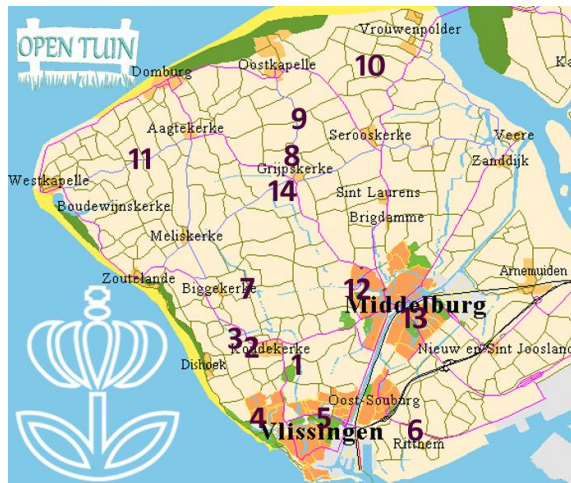 OPEN TUIN
Vrouwenpolder
Oostkapelle
10
Domburg
Ka
9
Aagtekerke
Serooskerke
Veere
11
8
Zanddijk
Grijpskerke
Westkapelle
14
Sint Laurens
Boudewijnskerke
Brigdamme
Meliskerke
Zoutelande
Arnemuiden
7
Biggekerke
12
Middelburg
13
3
2
Koudekerke
Nieuw en Sint Joosland
Dishoek
1
Oost-Souburg
4
5
6
Vlissingen
Ritthem